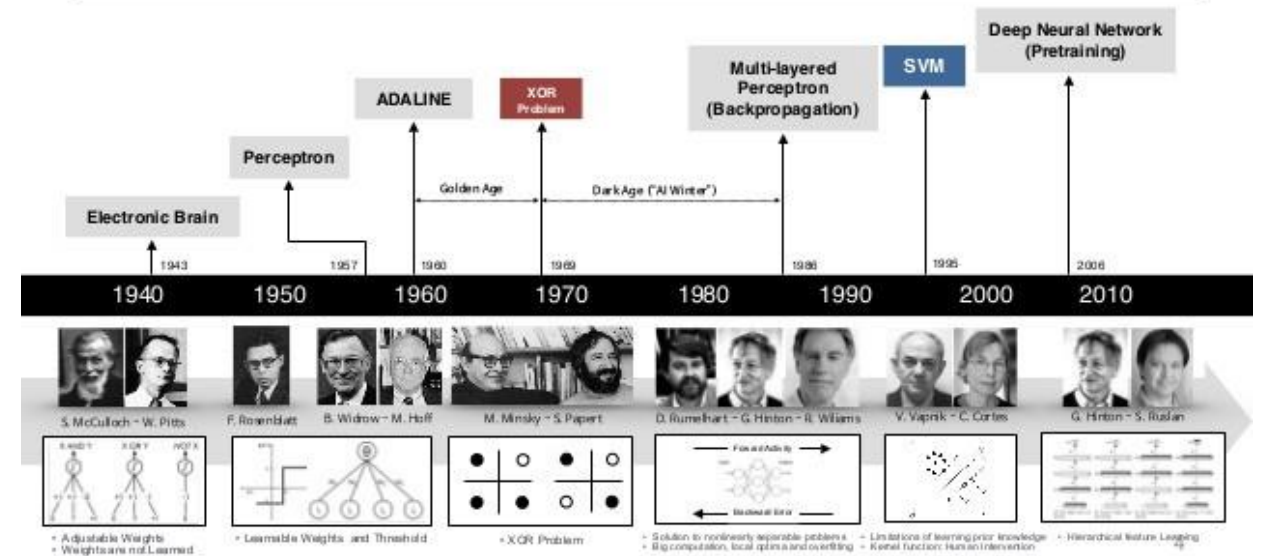 Deep Neural Network
(Pretraining)
SVM
Multi-layered
Perceptron
(Backpropagation)
XOR
Problem
ADALINE
Perceptron
Golden Age
Dark Age ("AI Winter")
Electronic Brain
1943
1957
1960
1969
1986
1995
2006
1940
1950
1960
1970
1980
1990
2000
2010
S. McCulloch – W. Pitts
F. Rosenblatt
B. Widrow – M. Hoff
M. Minsky – S. Papert
D. Rumelhart – G. Hinton – R. Wiliams
V. Vapnik – C. Cortes
G. Hinton – S. Ruslan
X AND Y
X OR Y
NOT X
Foward Activity
Backward Error
• Adjustable Weights
• Weights are not Learned
• Learnable Weights and Threshold
• XOR Problem
• Solution to nonlinearly separable problems
• Big computation, local optima and overfitting
• Limitations of learning prior knowledge
• Kernel function: Human Intervention
• Hierarchical feature Learning